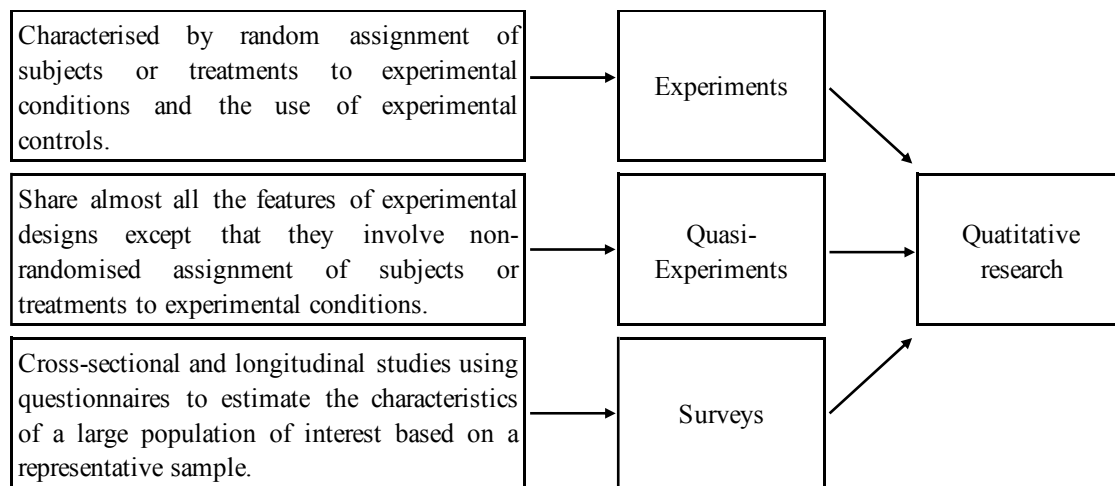 Characterised by random assignment of
subjects or treatments to experimental
conditions and the use of experimental
controls.
Experiments
Share almost all the features of experimental
designs except that they involve non-
randomised assignment of subjects or
treatments to experimental conditions.
Quasi-
Experiments
Quatitative
research
Cross-sectional and longitudinal studies using
questionnaires to estimate the characteristics
of a large population of interest based on a
representative sample.
Surveys